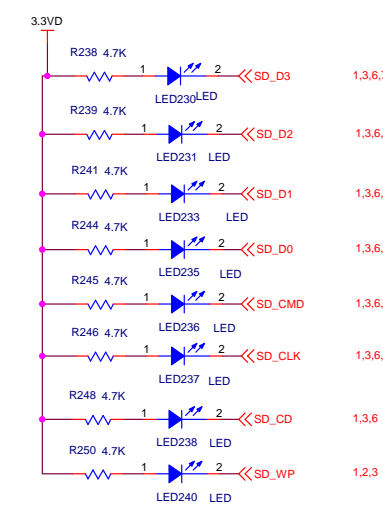 3.3VD
R238 4.7K
1 2 SD_D3 1,3,6,
LED230 LED
R239 4.7K
1 2 SD_D2 1,3,6,
LED231 LED
R241 4.7K
1 2 SD_D1 1,3,6,
LED233 LED
R244 4.7K
1 2 SD_D0 1,3,6,
LED235 LED
R245 4.7K
1 2 SD_CMD 1,3,6,
LED236 LED
R246 4.7K
1 2 SD_CLK 1,3,6,
LED237 LED
R248 4.7K
1 2 SD_CD 1,3,6
LED238 LED
R250 4.7K
1 2 SD_WP 1,2,3
LED240 LED